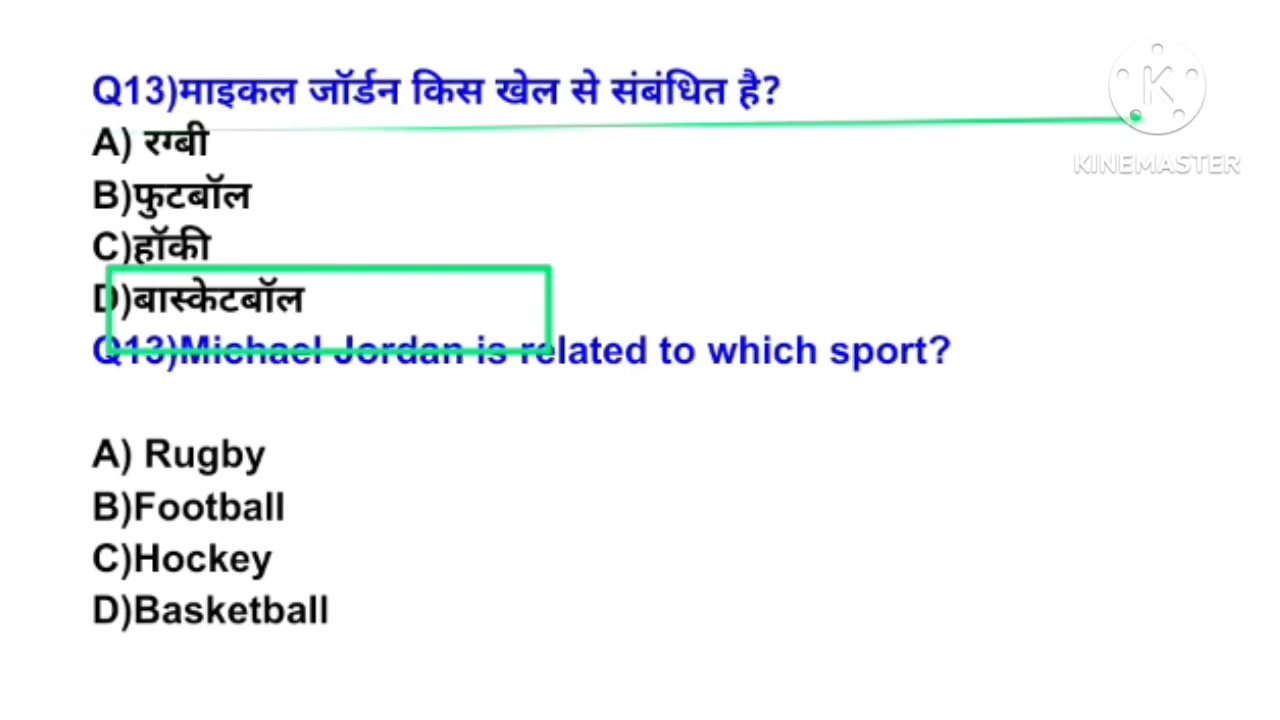 Q13)माइकल जॉर्डन किस खेल से संबंधित है?
A) रग्बी
B)फुटबॉल
C)हॉकी
D)बास्केटबॉल
Q13)Michael Jordan is related to which sport?
A) Rugby
B)Football
C)Hockey
D)Basketball
K
KINEMASTER